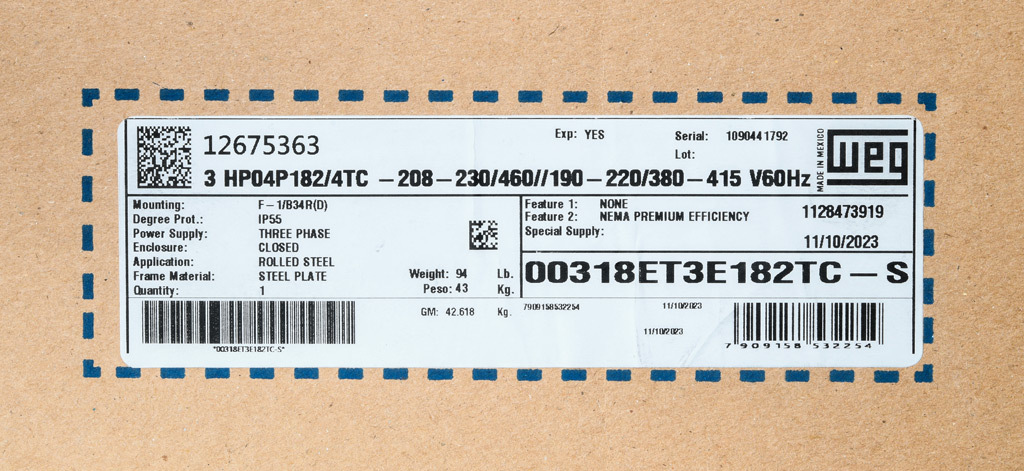 12675363
Exp: YES
Serial: 1090441792
Lot:
MADE IN MEXICO
weg
3 HP04P182/4TC -208-230/460//190-220/380-415 V60Hz
Mounting: F-1/B34R(D)
Degree Prot.: IP55
Power Supply: THREE PHASE
Enclosure: CLOSED
Application: ROLLED STEEL
Frame Material: STEEL PLATE
Quantity: 1
Weight: 94 Lb.
Peso: 43 Kg.
Feature 1: NONE
Feature 2: NEMA PREMIUM EFFICIENCY
Special Supply:
1128473919
11/10/2023
00318ET3E182TC-S
GM: 42.618 Kg.
7909158532254
11/10/2023
11/10/2023
*00318ET3E182TC-S*
7 909158 532254